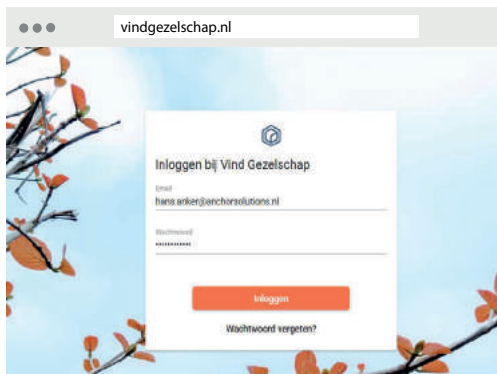 vindgezelschap.nl
Inloggen bij Vind Gezelschap
Email
hans.anker@anchorsolutions.nl
Wachtwoord
Inloggen
Wachtwoord vergeten?